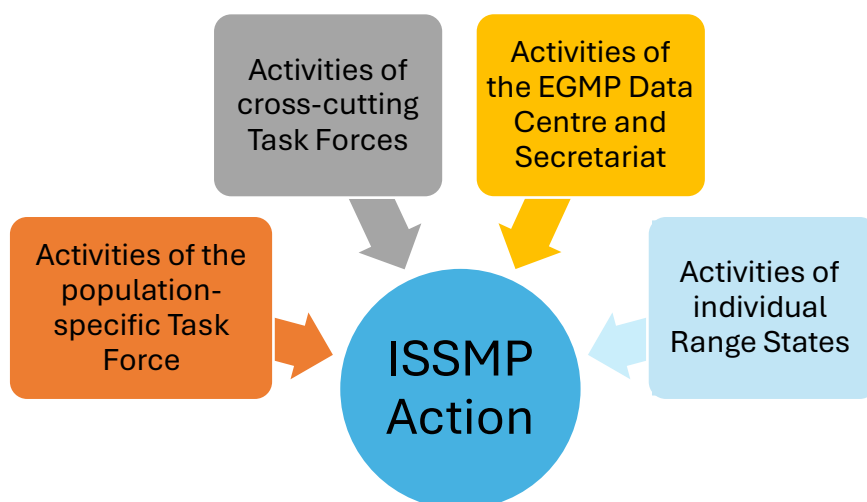 Activities of
cross-cutting
Task Forces
Activities of
the EGMP Data
Centre and
Secretariat
Activities of the
population-
specific Task
Force
Activities of
individual
Range States
ISSMP
Action